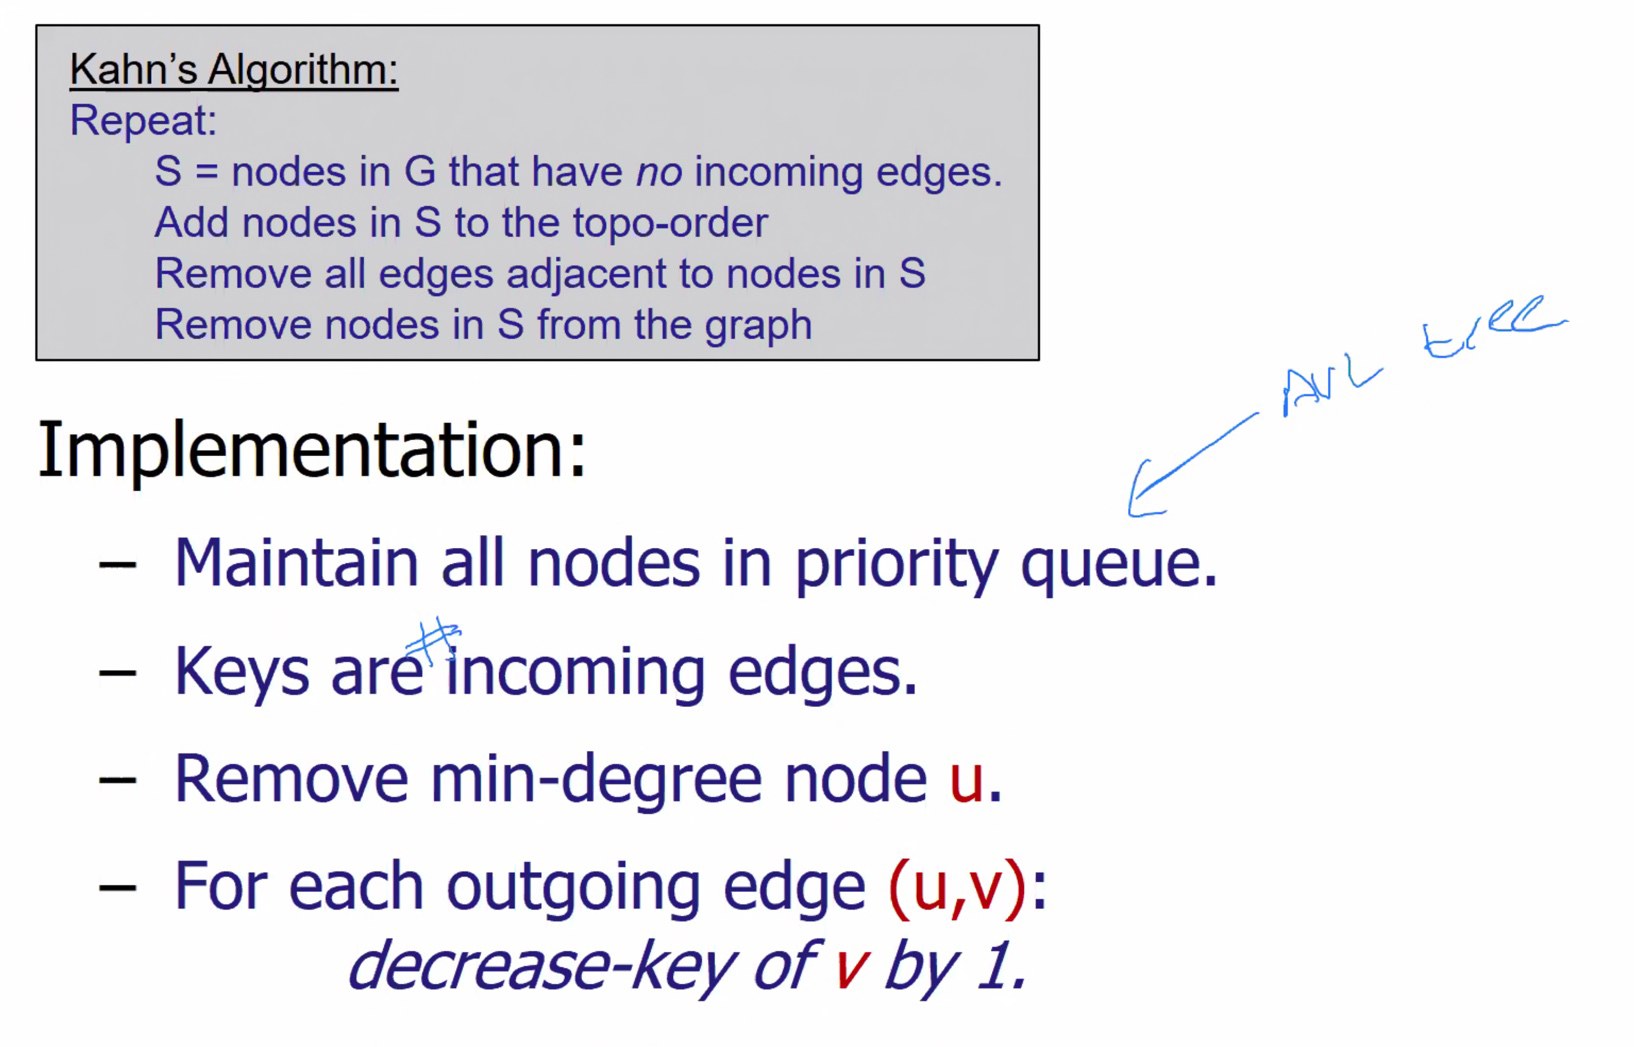 Kahn’s Algorithm:
Repeat:
S = nodes in G that have no incoming edges.
Add nodes in S to the topo-order
Remove all edges adjacent to nodes in S
Remove nodes in S from the graph
AVL tree
Implementation:
– Maintain all nodes in priority queue.
#
– Keys are incoming edges.
– Remove min-degree node u.
– For each outgoing edge (u,v):
decrease-key of v by 1.